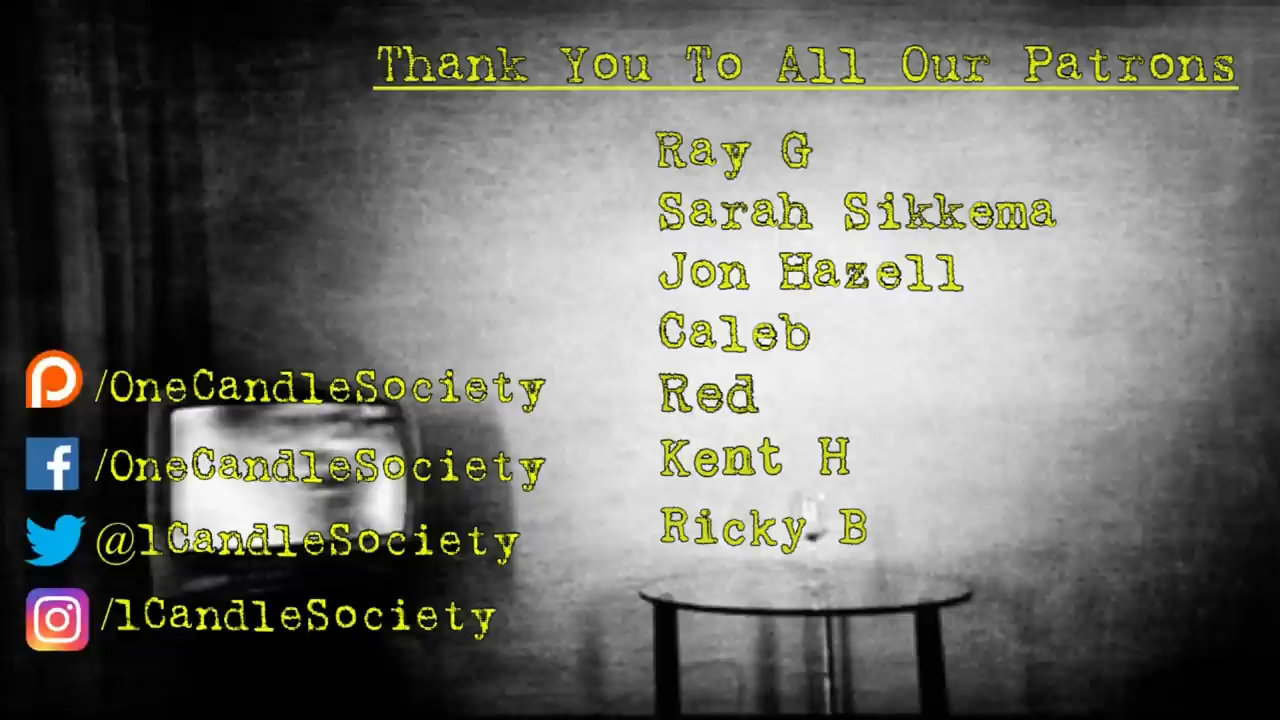 Thank You To All Our Patrons
Ray G
Sarah Sikkema
Jon Hazell
Caleb
Red
Kent H
Ricky B
/OneCandleSociety
/OneCandleSociety
@1CandleSociety
/1CandleSociety